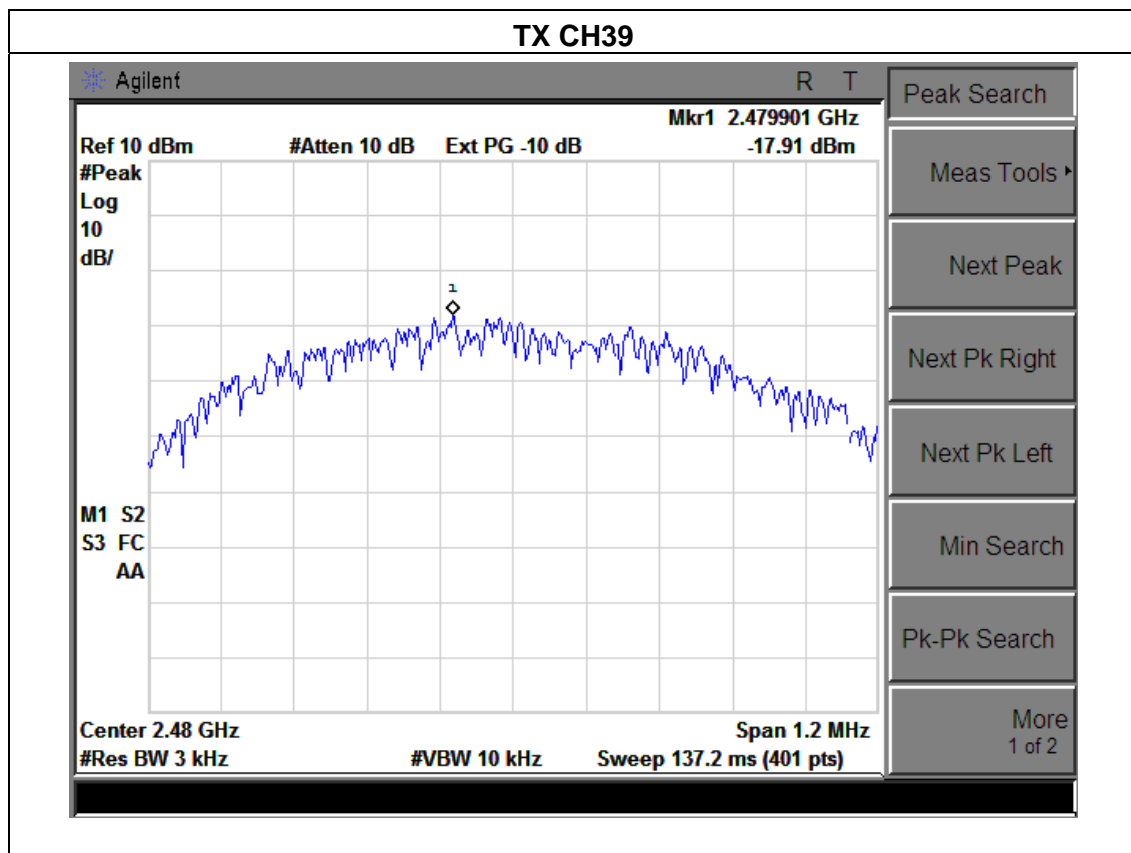 TX CH39
Agilent R T
Peak Search
Mkr1 2.479901 GHz
Ref 10 dBm #Atten 10 dB Ext PG -10 dB -17.91 dBm
#Peak
Log
10
dB/
1
M1 S2
S3 FC
AA
Center 2.48 GHz Span 1.2 MHz
#Res BW 3 kHz #VBW 10 kHz Sweep 137.2 ms (401 pts)
Meas Tools
Next Peak
Next Pk Right
Next Pk Left
Min Search
Pk-Pk Search
More
1 of 2